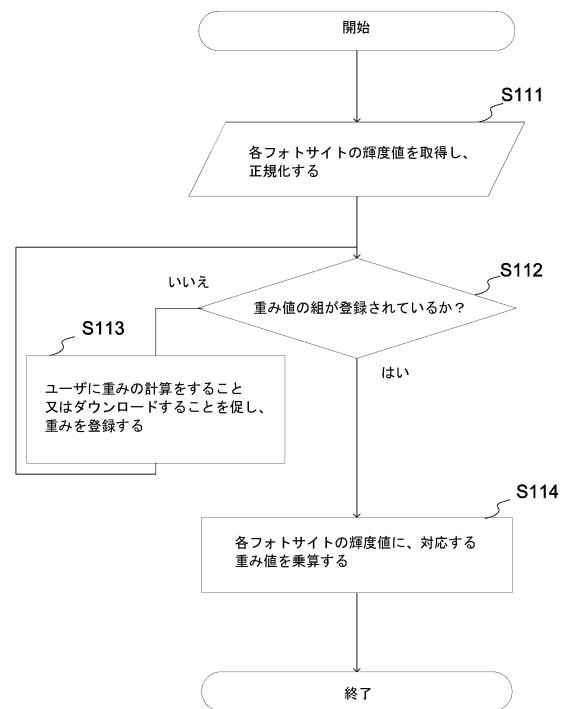 開始
S111
各フォトサイトの輝度値を取得し、
正規化する
S112
いいえ
重み値の組が登録されているか？
S113
はい
ユーザに重みの計算をすること
又はダウンロードすることを促し、
重みを登録する
S114
各フォトサイトの輝度値に、対応する
重み値を乗算する
終了